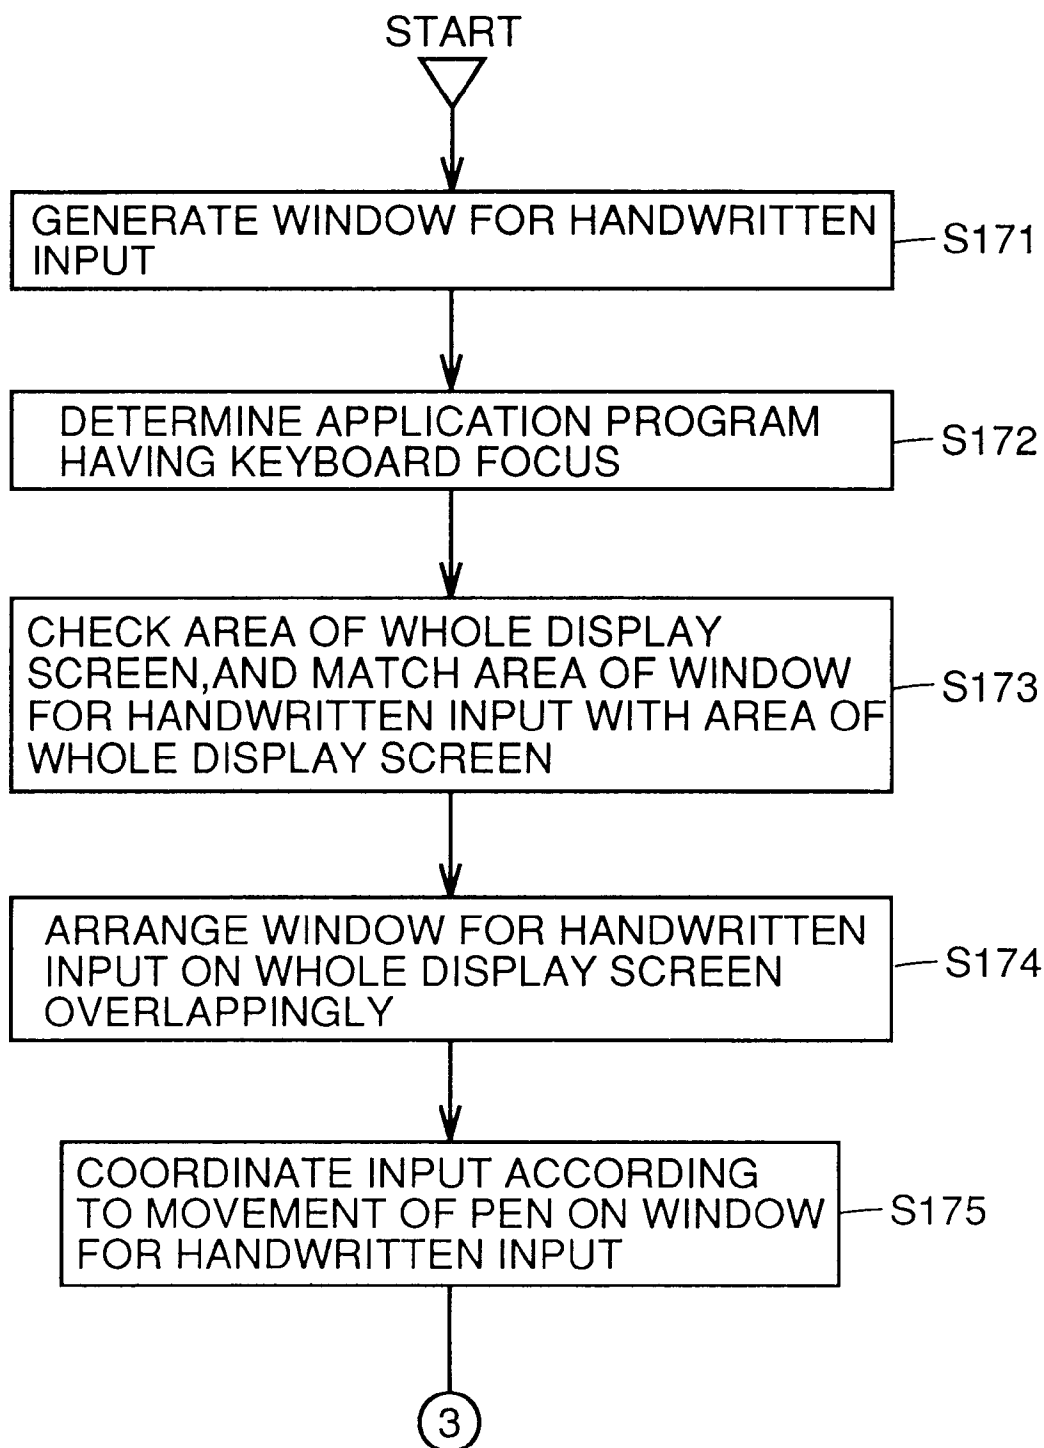 START
GENERATE WINDOW FOR HANDWRITTEN
INPUT
S171
DETERMINE APPLICATION PROGRAM
HAVING KEYBOARD FOCUS
S172
CHECK AREA OF WHOLE DISPLAY
SCREEN,AND MATCH AREA OF WINDOW
FOR HANDWRITTEN INPUT WITH AREA OF
WHOLE DISPLAY SCREEN
S173
ARRANGE WINDOW FOR HANDWRITTEN
INPUT ON WHOLE DISPLAY SCREEN
OVERLAPPINGLY
S174
COORDINATE INPUT ACCORDING
TO MOVEMENT OF PEN ON WINDOW
FOR HANDWRITTEN INPUT
S175
3